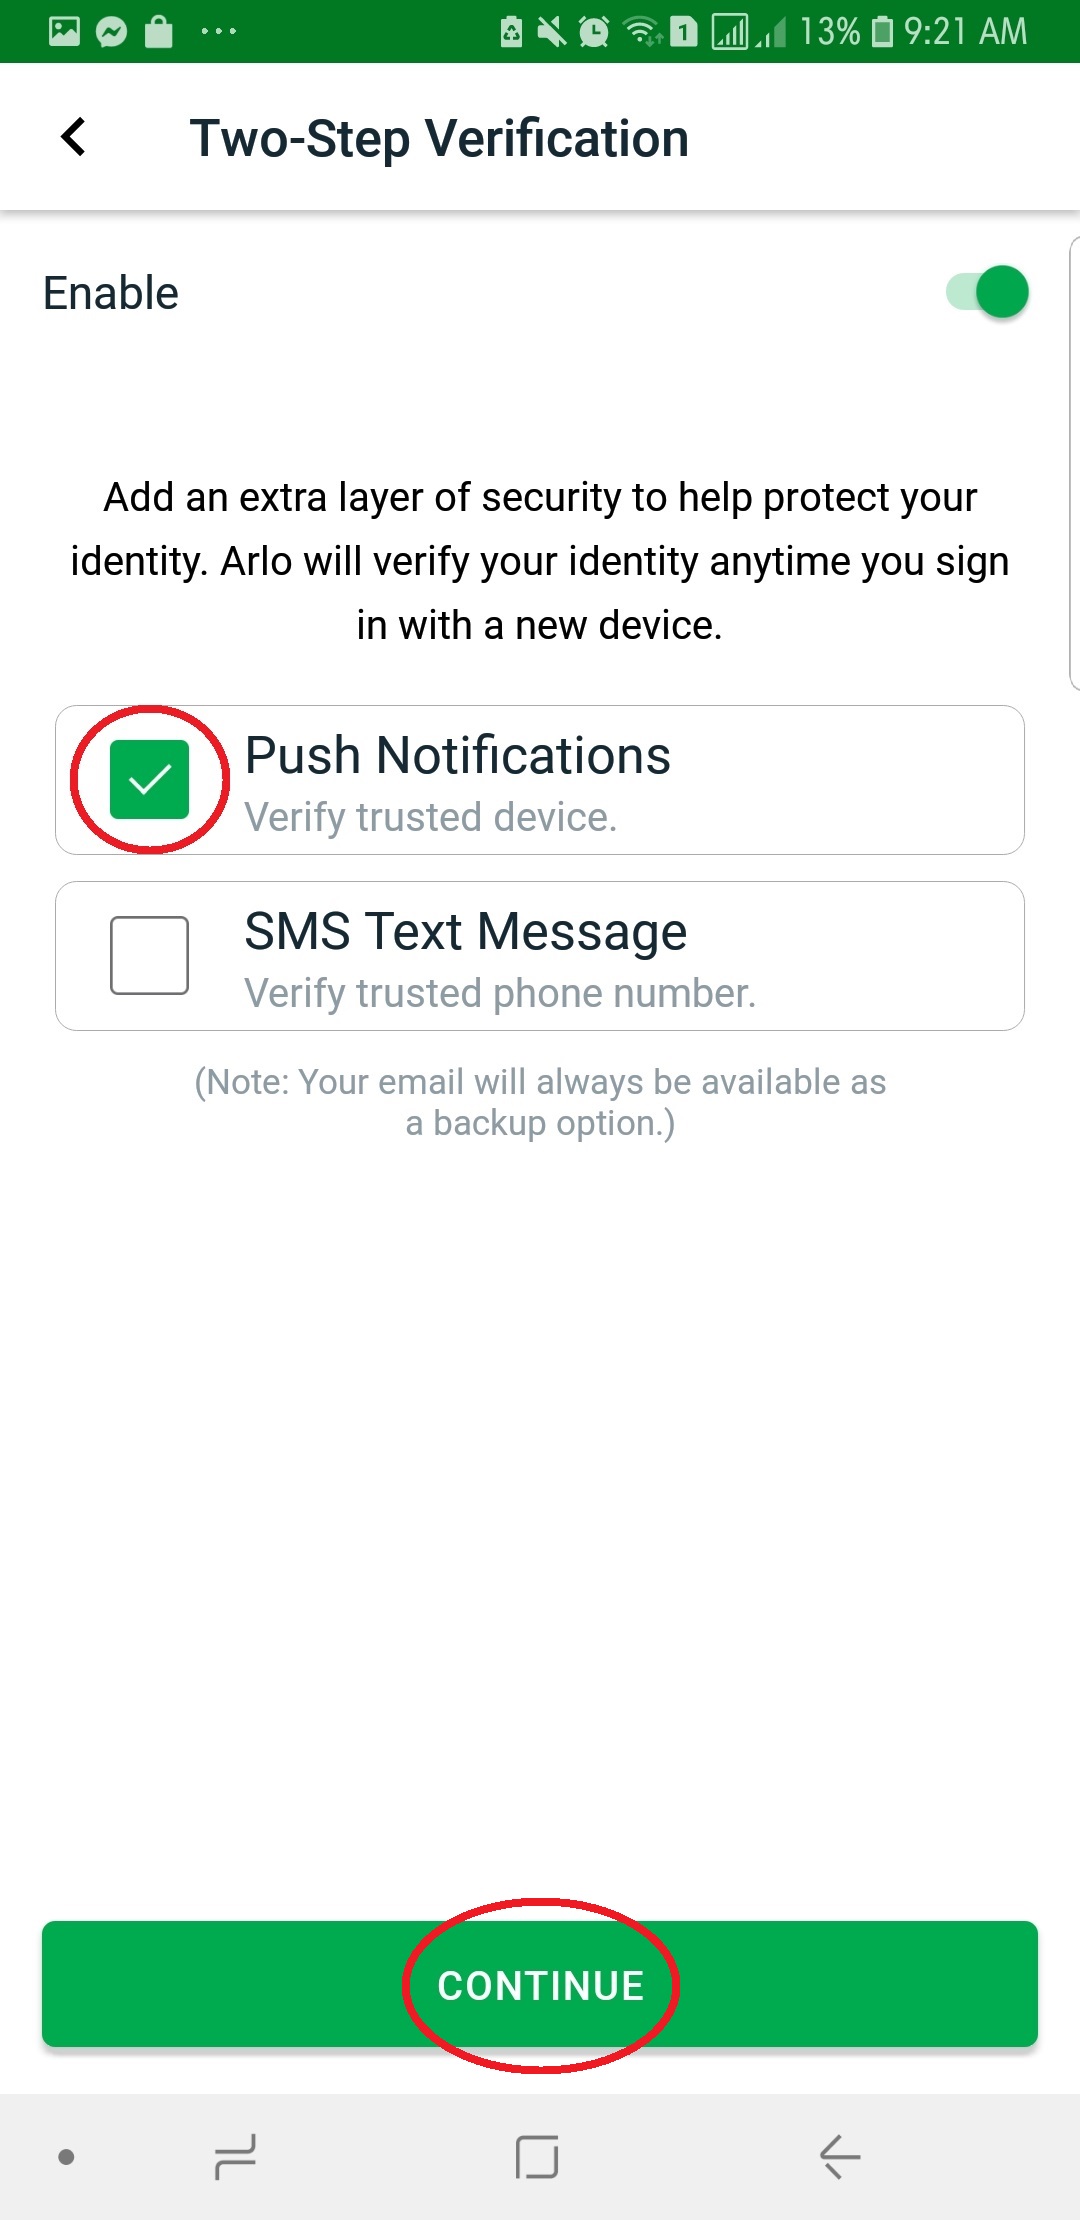 13% 9:21 AM
Two-Step Verification
Enable
Add an extra layer of security to help protect your
identity. Arlo will verify your identity anytime you sign
in with a new device.
Push Notifications
Verify trusted device.
SMS Text Message
Verify trusted phone number.
(Note: Your email will always be available as
a backup option.)
CONTINUE